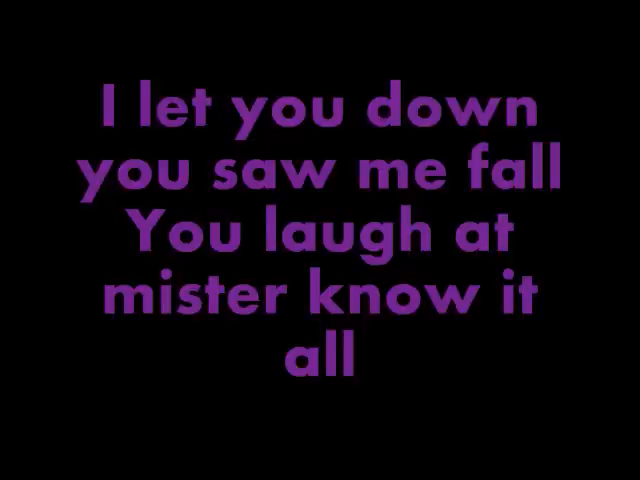 I let you down
you saw me fall
You laugh at
mister know it
all